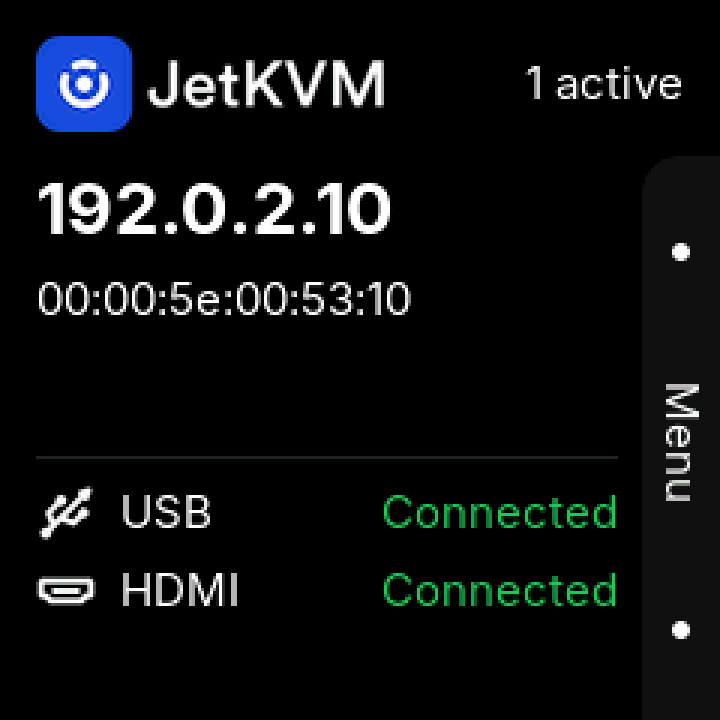 JetKVM
1 active
192.0.2.10
00:00:5e:00:53:10
Menu
USB Connected
HDMI Connected